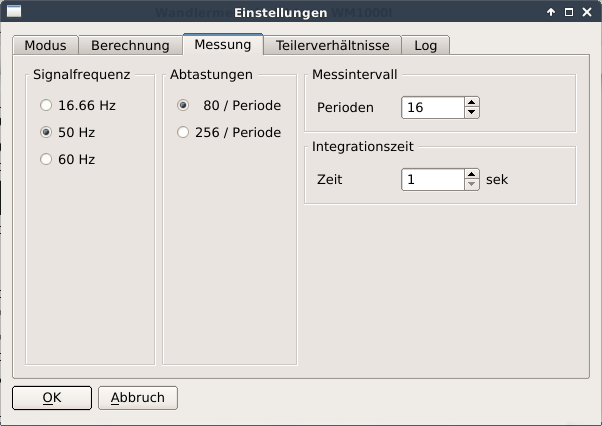 Einstellungen
Modus Berechnung Messung Teilerverhältnisse Log
Signalfrequenz
16.66 Hz
50 Hz
60 Hz
Abtastungen
80 / Periode
256 / Periode
Messintervall
Perioden 16
Integrationszeit
Zeit 1 sek
OK Abbruch